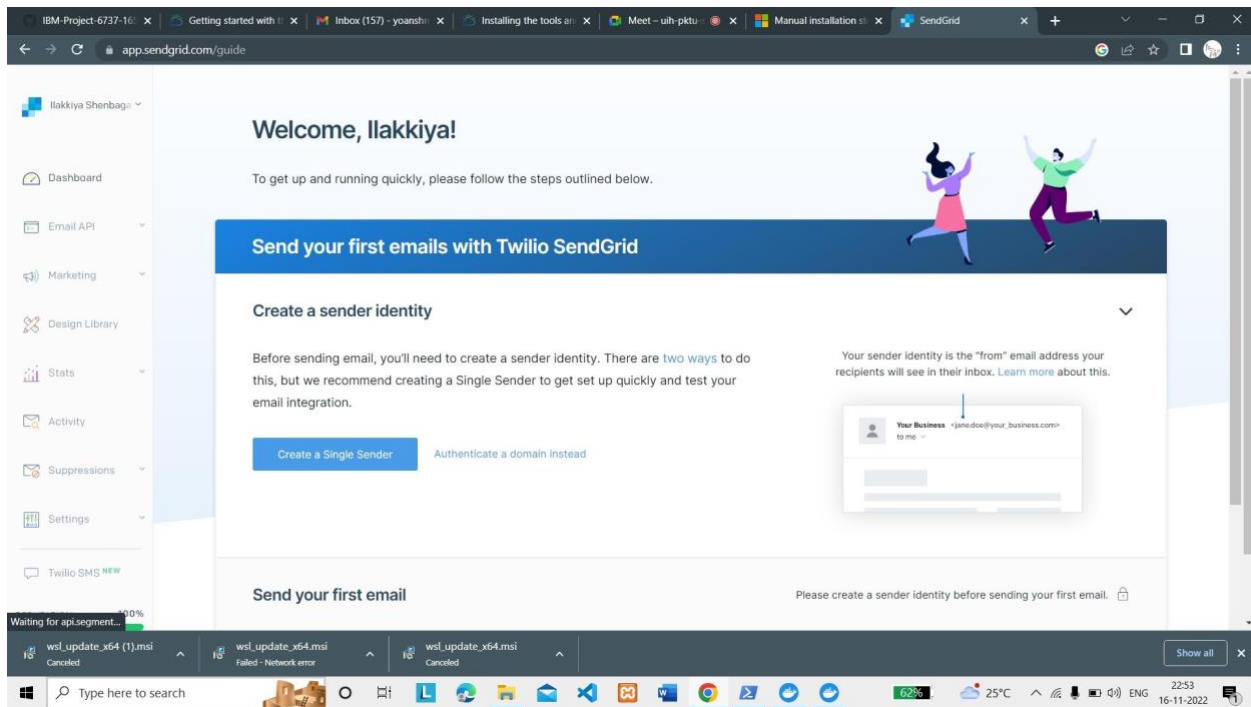 IBM-Project-6737-16
Getting started with t
Inbox (157) - yoanshn
Installing the tools an
Meet – uih-pktu-
Manual installation st
SendGrid
app.sendgrid.com/guide
Ilakkiya Shenbaga
Dashboard
Email API
Marketing
Design Library
Stats
Activity
Suppressions
Settings
Twilio SMS NEW
100%
Waiting for api.segment...
Welcome, Ilakkiya!
To get up and running quickly, please follow the steps outlined below.
Send your first emails with Twilio SendGrid
Create a sender identity
Before sending email, you'll need to create a sender identity. There are two ways to do
this, but we recommend creating a Single Sender to get set up quickly and test your
email integration.
Create a Single Sender
Authenticate a domain instead
Your sender identity is the "from" email address your
recipients will see in their inbox. Learn more about this.
Your Business <jane.doe@your_business.com>
to me
Send your first email
Please create a sender identity before sending your first email.
wsl_update_x64 (1).msi
Canceled
wsl_update_x64.msi
Failed - Network error
wsl_update_x64.msi
Canceled
Show all
Type here to search
62%
25°C
ENG
22:53
16-11-2022